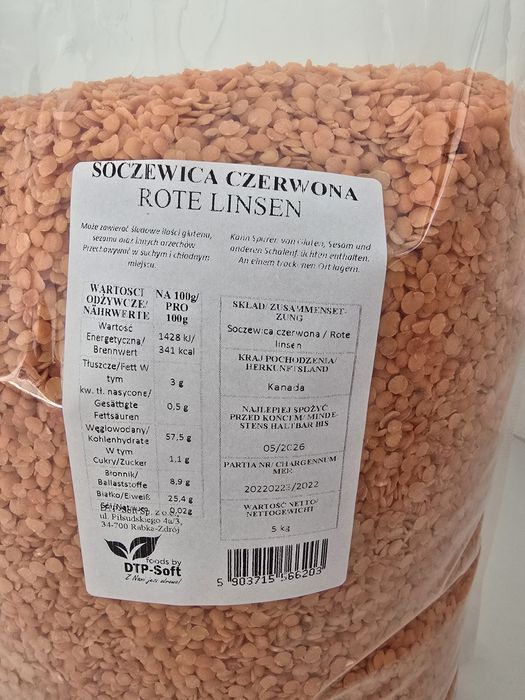 SOCZEWICA CZERWONA
ROTE LINSEN
Może zawierać śladowe ilości glutenu,
sezamu oraz innych orzechów.
Przechowywać w suchym i chłodnym
miejscu.
Kann Spuren von Gluten, Sesam und
anderen Schalenfrüchten enthalten.
An einem trockenen Ort lagern.
WARTOŚCI
ODŻYWCZE/
NÄHRWERTE
NA 100g/
PRO
100g
Wartość
Energetyczna/
Brennwert
1428 kJ/
341 kcal
Tłuszcze/Fett W
tym
3 g
kw. tł. nasycone/
Gesättigte
Fettsäuren
0,5 g
Węglowodany/
Kohlenhydrate
57,5 g
W tym
Cukry/Zucker
1,1 g
Błonnik/
Ballaststoffe
8,9 g
Białko/Eiweiß
25,4 g
0,02g
DTP-Soft Sp. z o.o.
ul. Piłsudskiego 4a/3,
34-700 Rabka-Zdrój
SKŁAD/ ZUSAMMENSET-
ZUNG
Soczewica czerwona / Rote
linsen
KRAJ POCHODZENIA/
HERKUNFTSLAND
Kanada
NAJLEPIEJ SPOŻYĆ
PRZED KOŃCEM/ MINDE-
STENS HALTBAR BIS
05/2026
PARTIA NR/ CHARGENNUM
MER
20220223/2022
WARTOŚĆ NETTO/
NETTOGEWICHT
5 kg
foods by
DTP-Soft
Z Nami jesz zdrowo!
5 903715 566203